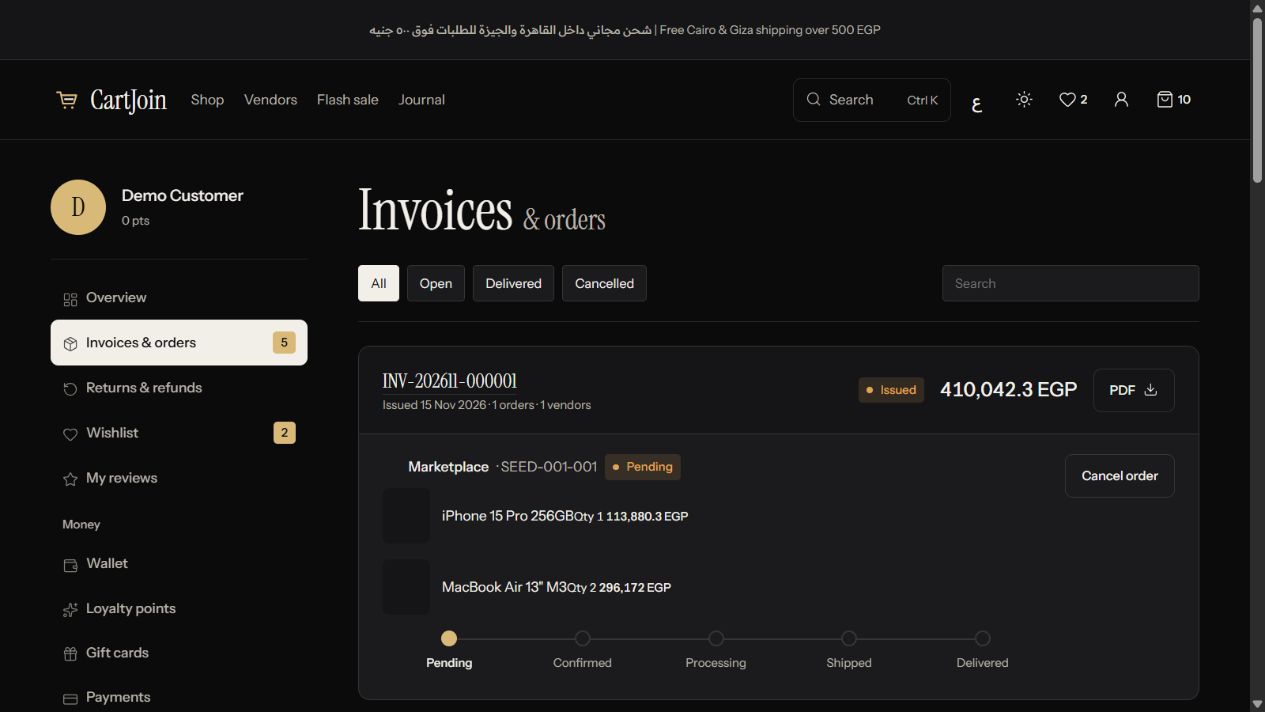 شحن مجاني داخل القاهرة والجيزة للطلبات فوق ٥٠٠ جنيه | Free Cairo & Giza shipping over 500 EGP
CartJoin Shop Vendors Flash sale Journal Search Ctrl K ع 2 10
D
Demo Customer
0 pts
Overview
Invoices & orders 5
Returns & refunds
Wishlist 2
My reviews
Money
Wallet
Loyalty points
Gift cards
Payments
Invoices & orders
All Open Delivered Cancelled Search
INV-202611-000001
Issued 15 Nov 2026 · 1 orders · 1 vendors
Issued 410,042.3 EGP PDF
Marketplace · SEED-001-001 Pending
Cancel order
iPhone 15 Pro 256GBQty 1 113,880.3 EGP
MacBook Air 13" M3Qty 2 296,172 EGP
Pending Confirmed Processing Shipped Delivered